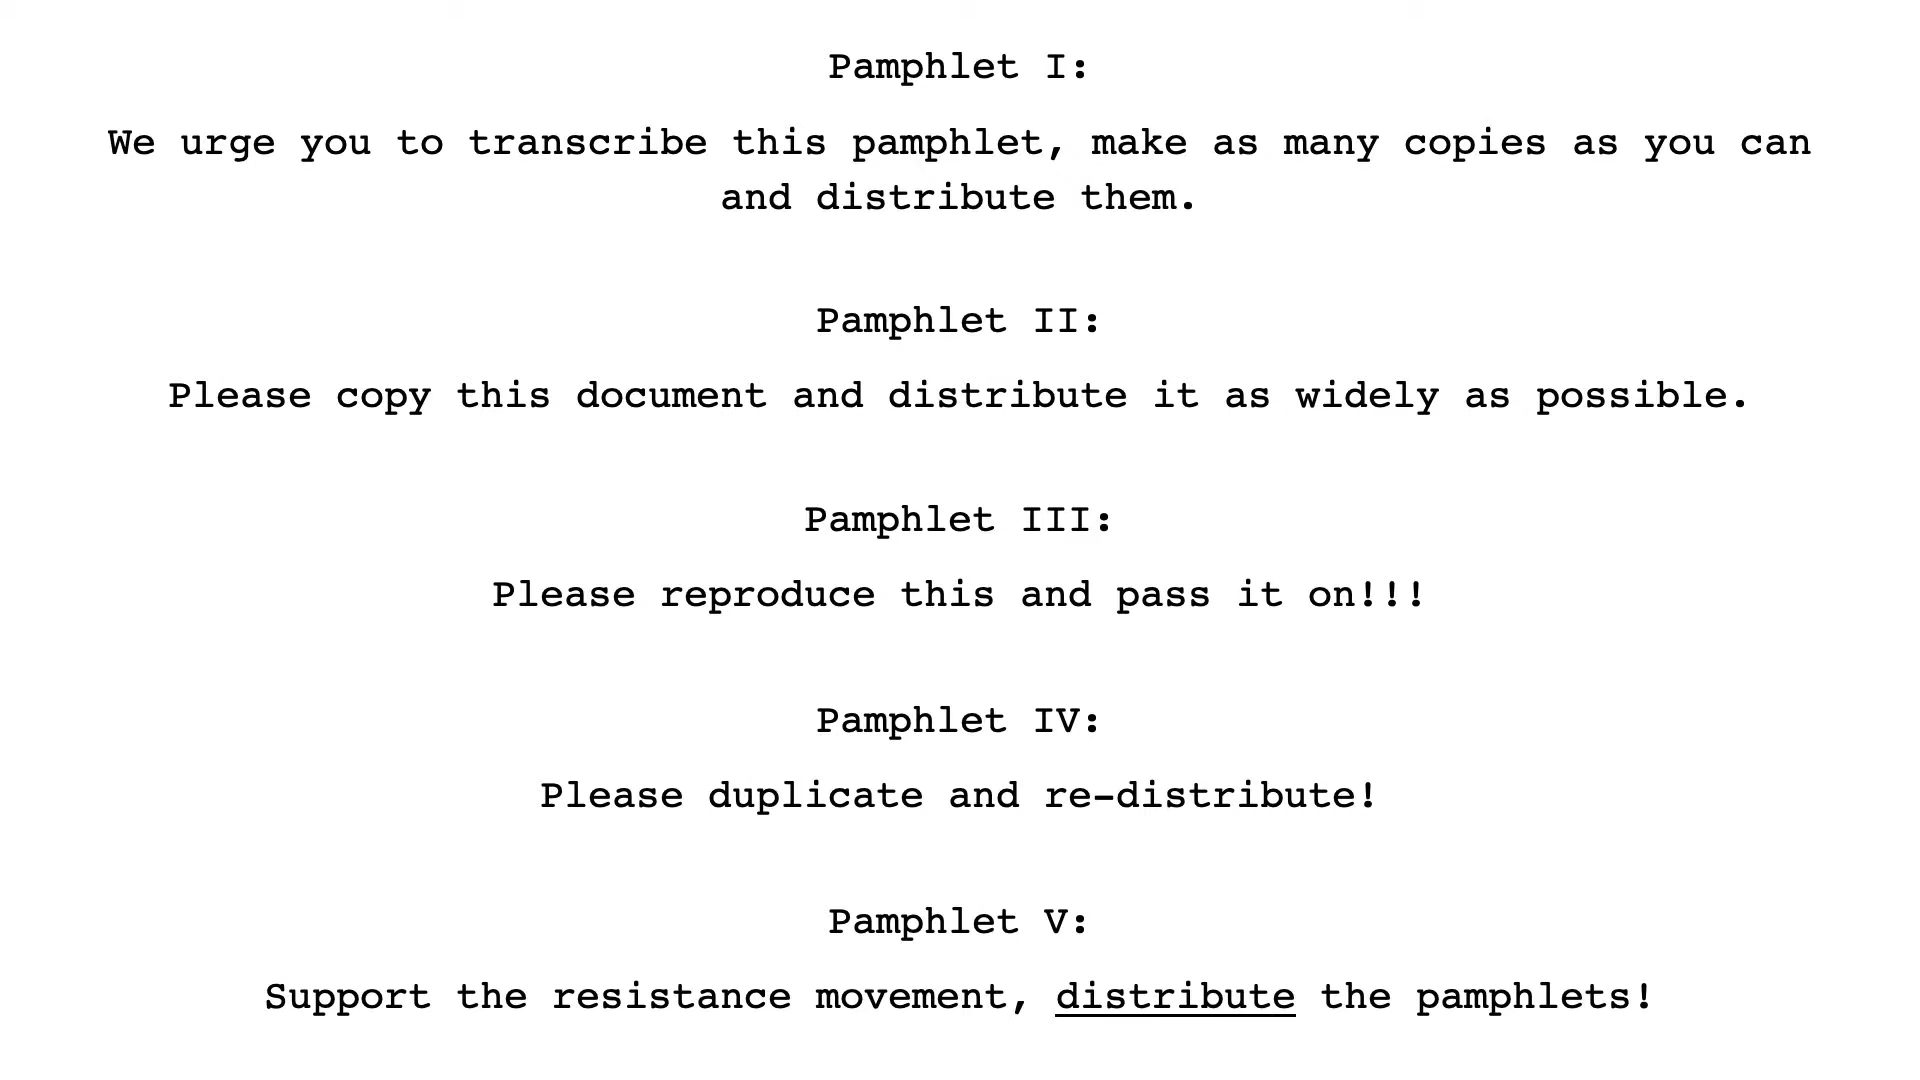 Pamphlet I:
We urge you to transcribe this pamphlet, make as many copies as you can
and distribute them.
Pamphlet II:
Please copy this document and distribute it as widely as possible.
Pamphlet III:
Please reproduce this and pass it on!!!
Pamphlet IV:
Please duplicate and re-distribute!
Pamphlet V:
Support the resistance movement, distribute the pamphlets!